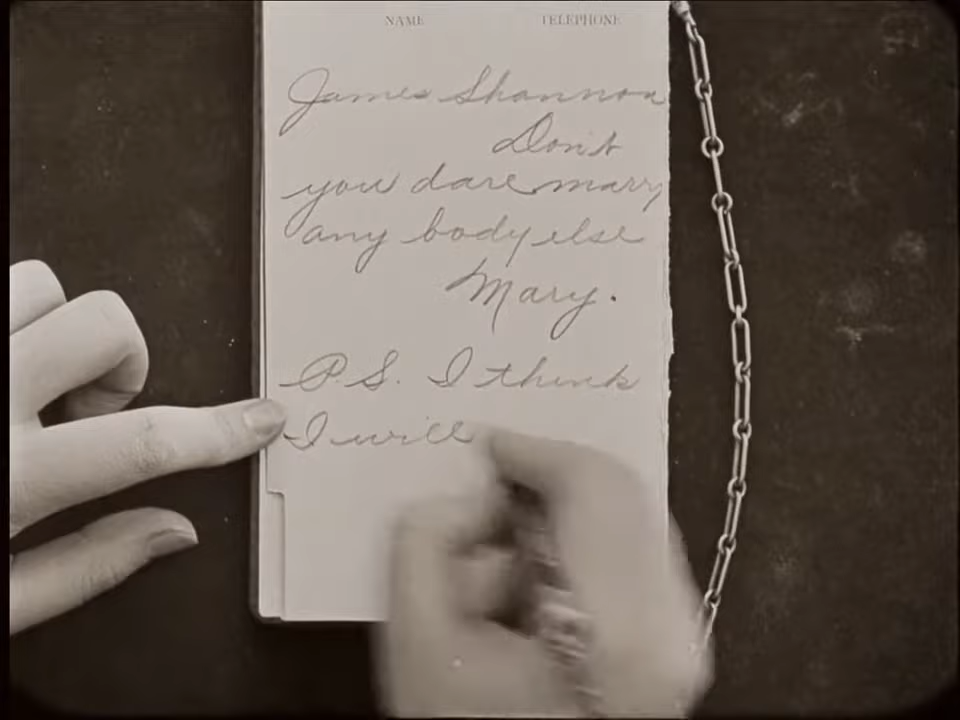 NAME TELEPHONE
James Shannon
Don't
you dare marry
any body else
Mary.
P.S. I think
I will